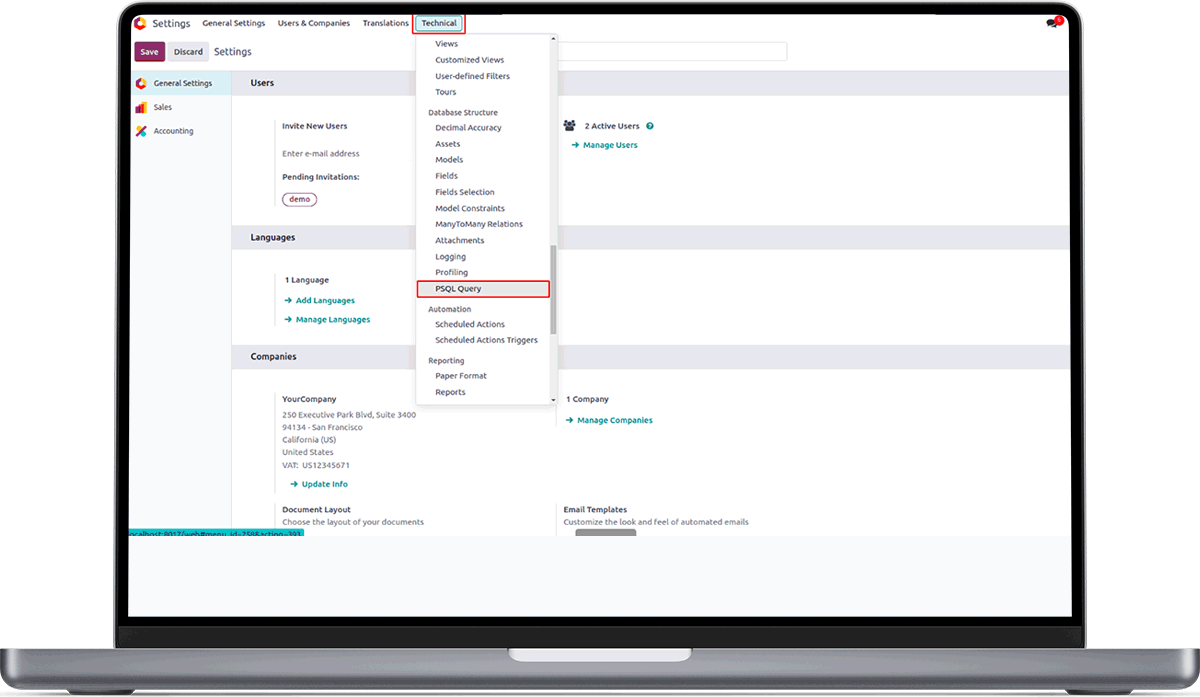 Settings General Settings Users & Companies Translations Technical
Save Discard Settings
General Settings
Sales
Accounting
Views
Customized Views
User-defined Filters
Tours
Database Structure
Decimal Accuracy
Assets
Models
Fields
Fields Selection
Model Constraints
ManyToMany Relations
Attachments
Logging
Profiling
PSQL Query
Automation
Scheduled Actions
Scheduled Actions Triggers
Reporting
Paper Format
Reports
Users
Invite New Users
Enter e-mail address
Pending Invitations:
demo
2 Active Users ?
→ Manage Users
Languages
1 Language
→ Add Languages
→ Manage Languages
Companies
YourCompany
250 Executive Park Blvd, Suite 3400
94134 - San Francisco
California (US)
United States
VAT: US12345671
→ Update Info
1 Company
→ Manage Companies
Document Layout
Choose the layout of your documents
Email Templates
Customize the look and feel of automated emails
ocalhost:8017/web#menu_id=258&action=393